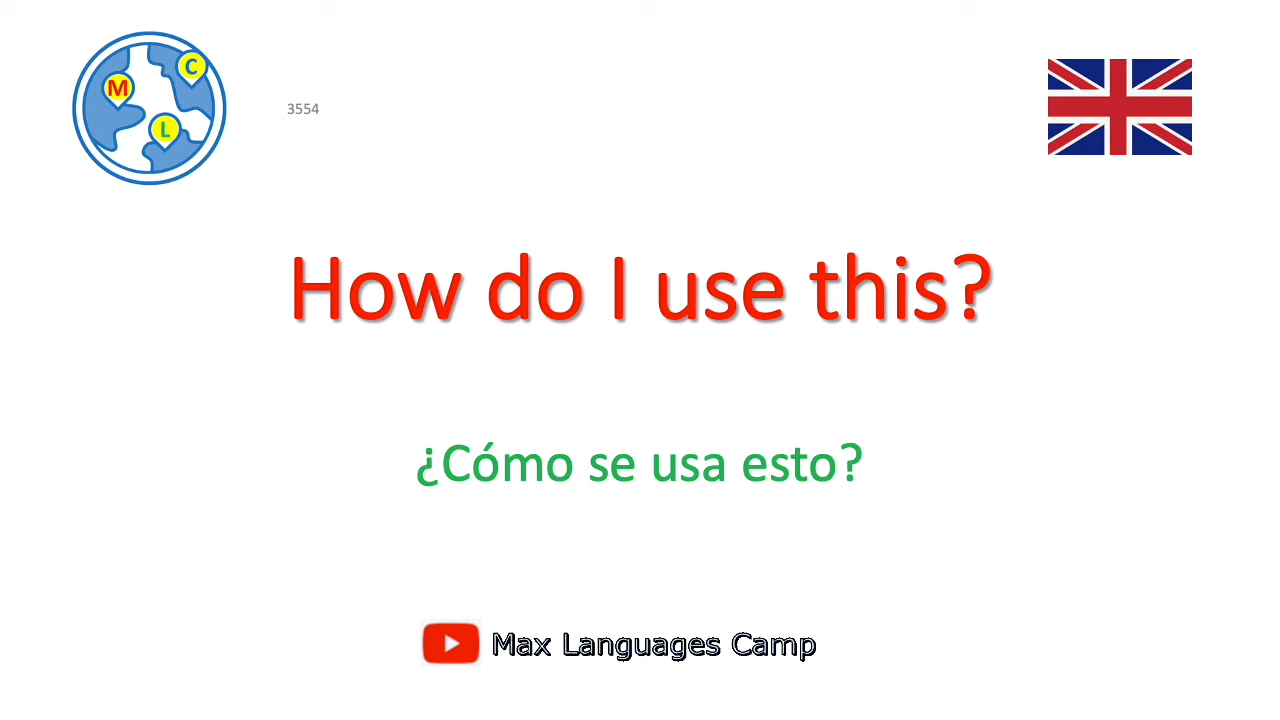 C
M
L
3554
How do I use this?
¿Cómo se usa esto?
Max Languages Camp